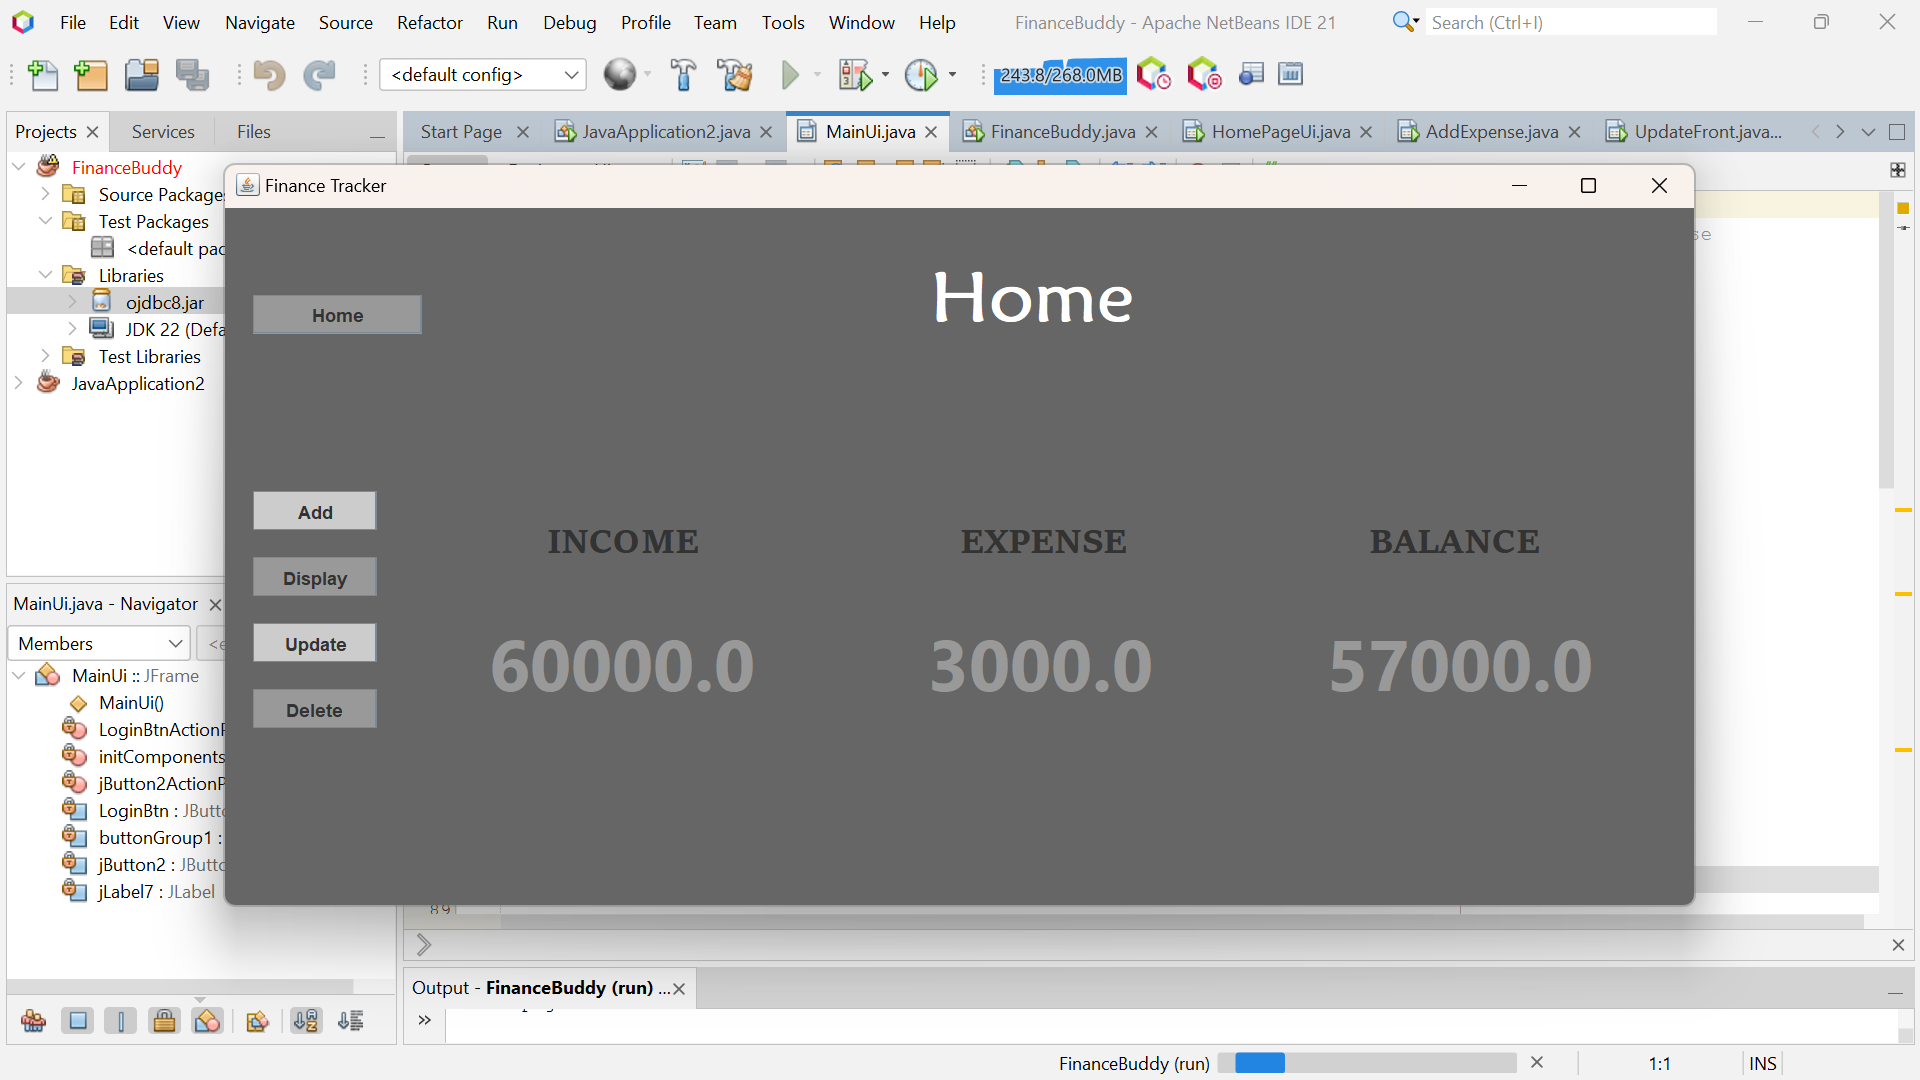 File Edit View Navigate Source Refactor Run Debug Profile Team Tools Window Help FinanceBuddy - Apache NetBeans IDE 21 Search (Ctrl+I)
<default config> 243.8/268.0MB
Projects Services Files Start Page JavaApplication2.java MainUi.java FinanceBuddy.java HomePageUi.java AddExpense.java UpdateFront.java...
FinanceBuddy
Source Package
Test Packages
<default pac
Libraries
ojdbc8.jar
JDK 22 (Defa
Test Libraries
JavaApplication2
Finance Tracker
se
Home
Home
Add
Display
Update
Delete
INCOME EXPENSE BALANCE
60000.0 3000.0 57000.0
MainUi.java - Navigator
Members <e
MainUi :: JFrame
MainUi()
LoginBtnActionP
initComponents
jButton2ActionP
LoginBtn : JButto
buttonGroup1 :
jButton2 : JButto
jLabel7 : JLabel
89
Output - FinanceBuddy (run) ...
FinanceBuddy (run) 1:1 INS